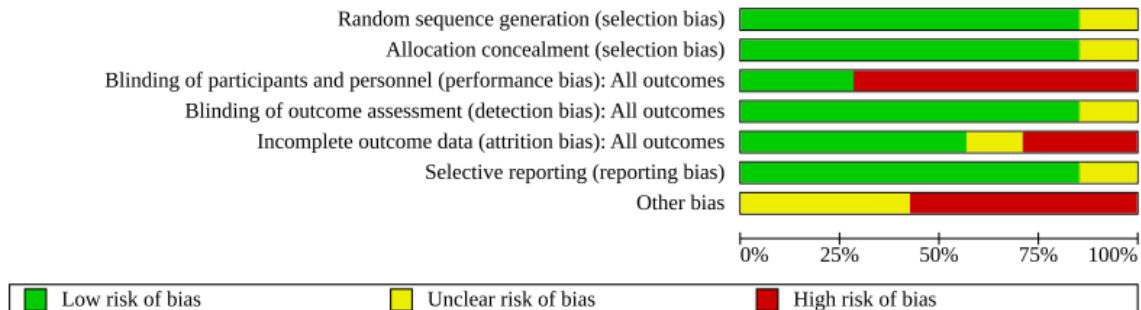 Random sequence generation (selection bias)
Allocation concealment (selection bias)
Blinding of participants and personnel (performance bias): All outcomes
Blinding of outcome assessment (detection bias): All outcomes
Incomplete outcome data (attrition bias): All outcomes
Selective reporting (reporting bias)
Other bias
0% 25% 50% 75% 100%
Low risk of bias Unclear risk of bias High risk of bias